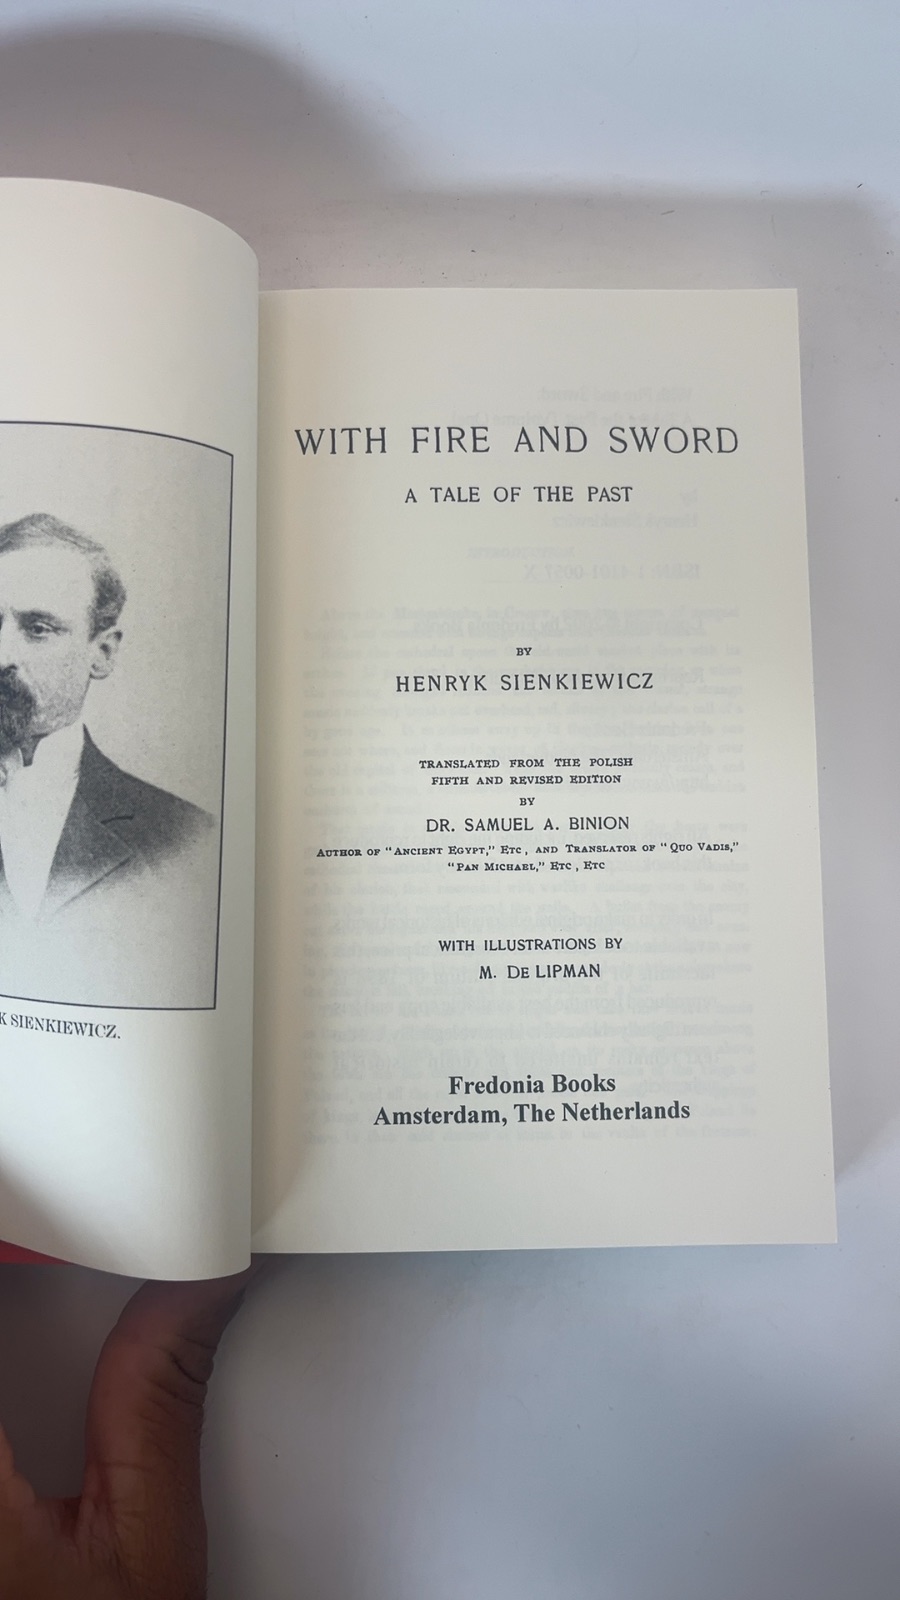 K SIENKIEWICZ.
WITH FIRE AND SWORD
A TALE OF THE PAST
BY
HENRYK SIENKIEWICZ
TRANSLATED FROM THE POLISH
FIFTH AND REVISED EDITION
BY
DR. SAMUEL A. BINION
AUTHOR OF "ANCIENT EGYPT," ETC, AND TRANSLATOR OF "QUO VADIS,"
"PAN MICHAEL," ETC, ETC
WITH ILLUSTRATIONS BY
M. DE LIPMAN
Fredonia Books
Amsterdam, The Netherlands